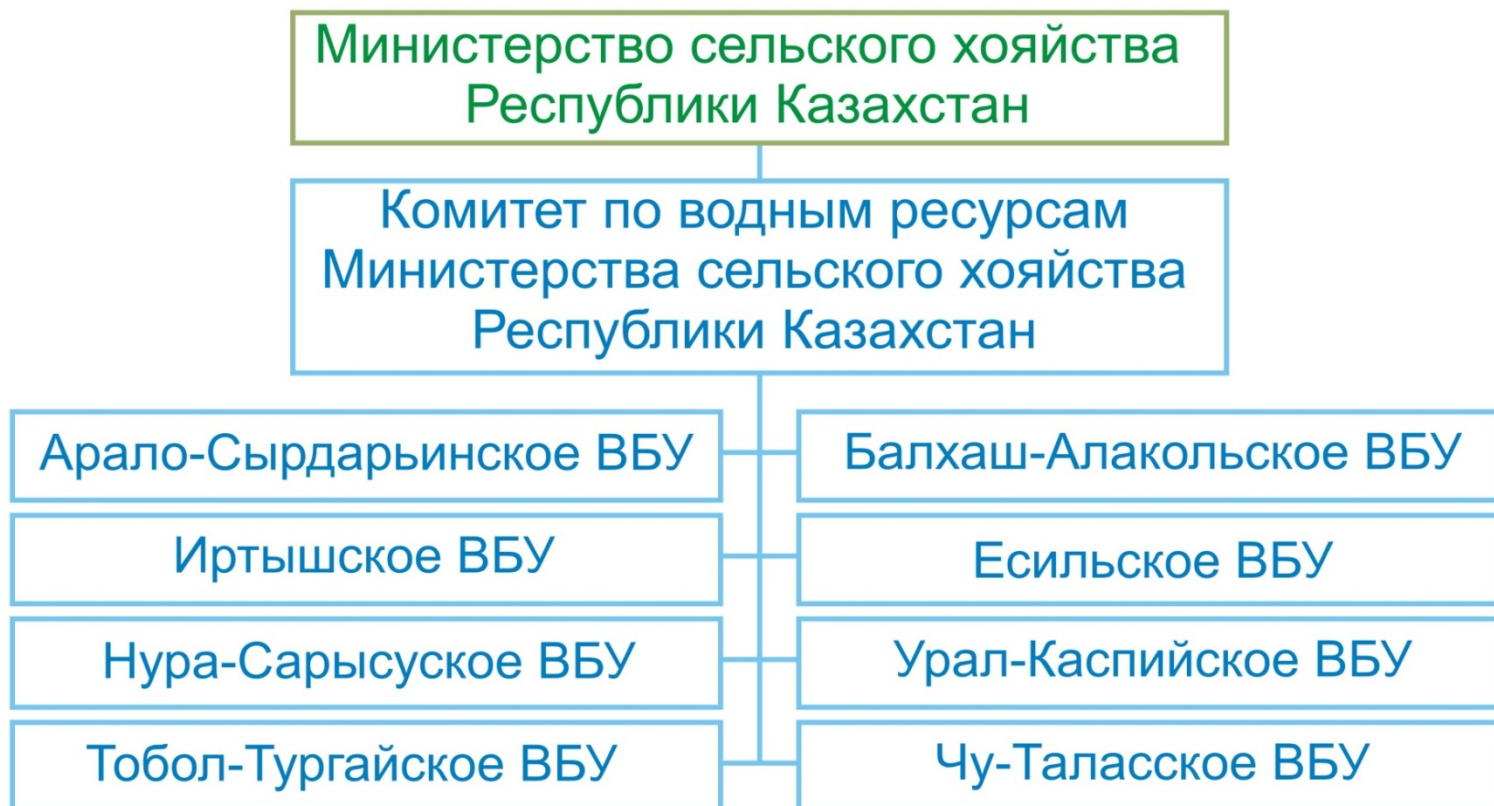 Министерство сельского хояйства
Республики Казахстан
Комитет по водным ресурсам
Министерства сельского хояйства
Республики Казахстан
Арало-Сырдарьинское ВБУ
Балхаш-Алакольское ВБУ
Иртышское ВБУ
Есильское ВБУ
Нура-Сарысуское ВБУ
Урал-Каспийское ВБУ
Тобол-Тургайское ВБУ
Чу-Таласское ВБУ